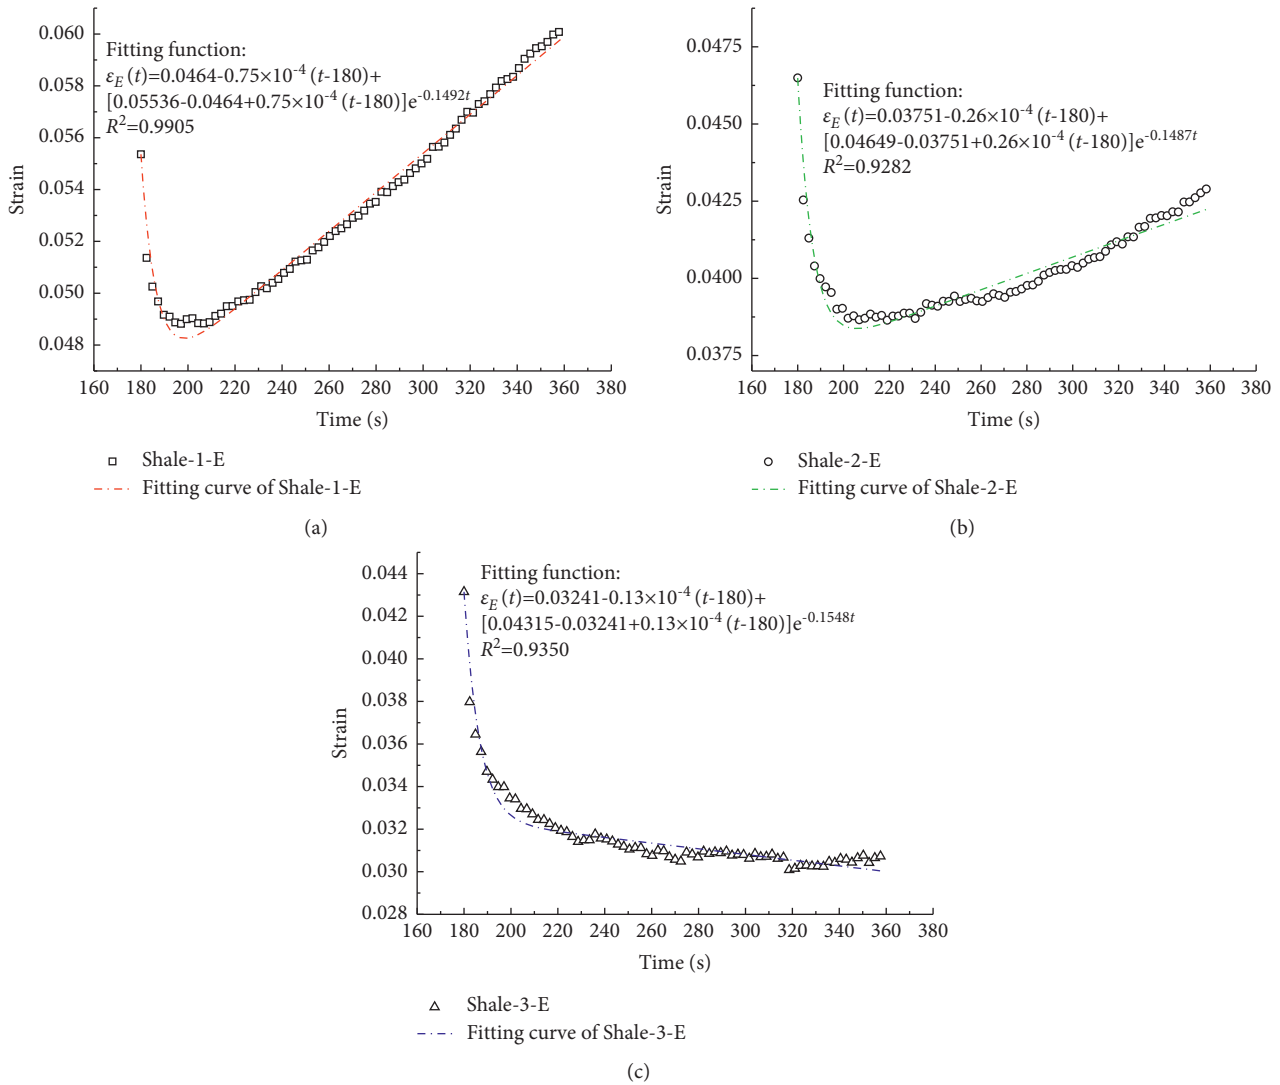 0.060
0.058
0.056
0.054
0.052
0.050
0.048
Strain
Fitting function:
εE (t)=0.0464-0.75×10-4 (t-180)+
[0.05536-0.0464+0.75×10-4 (t-180)]e-0.1492t
R2=0.9905
160 180 200 220 240 260 280 300 320 340 360 380
Time (s)
Shale-1-E
Fitting curve of Shale-1-E
(a)
0.0475
0.0450
0.0425
0.0400
0.0375
Strain
Fitting function:
εE (t)=0.03751-0.26×10-4 (t-180)+
[0.04649-0.03751+0.26×10-4 (t-180)]e-0.1487t
R2=0.9282
160 180 200 220 240 260 280 300 320 340 360 380
Time (s)
Shale-2-E
Fitting curve of Shale-2-E
(b)
0.044
0.042
0.040
0.038
0.036
0.034
0.032
0.030
0.028
Strain
Fitting function:
εE (t)=0.03241-0.13×10-4 (t-180)+
[0.04315-0.03241+0.13×10-4 (t-180)]e-0.1548t
R2=0.9350
160 180 200 220 240 260 280 300 320 340 360 380
Time (s)
Shale-3-E
Fitting curve of Shale-3-E
(c)